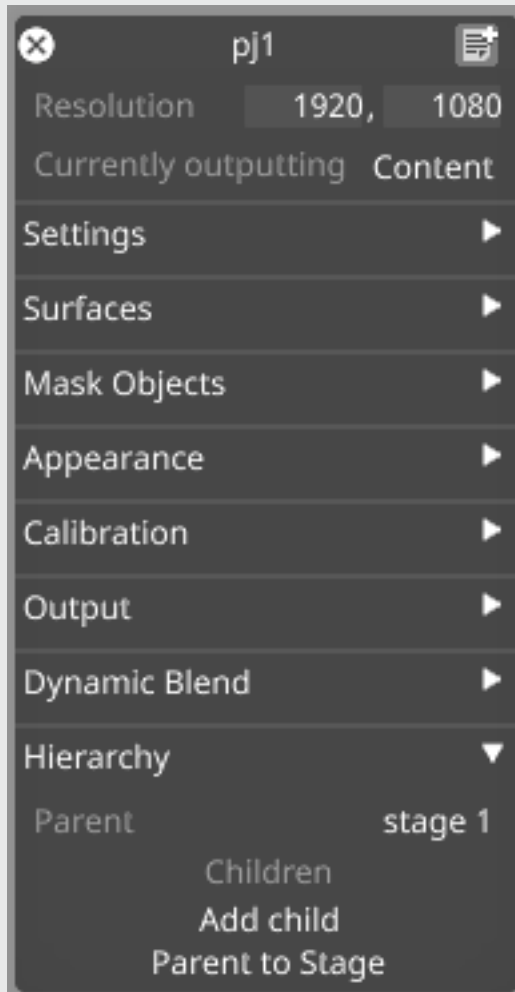 pj1
Resolution 1920, 1080
Currently outputting Content
Settings
Surfaces
Mask Objects
Appearance
Calibration
Output
Dynamic Blend
Hierarchy
Parent stage 1
Children
Add child
Parent to Stage